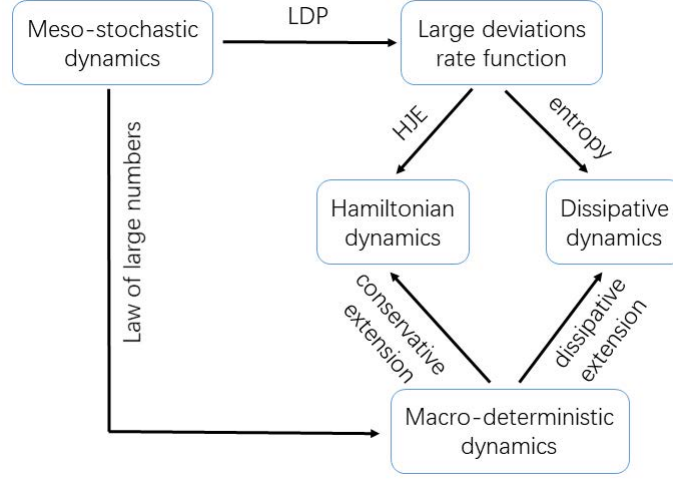 Meso-stochastic
dynamics
LDP
Large deviations
rate function
HJE
entropy
Law of large numbers
Hamiltonian
dynamics
Dissipative
dynamics
conservative
extension
dissipative
extension
Macro-deterministic
dynamics